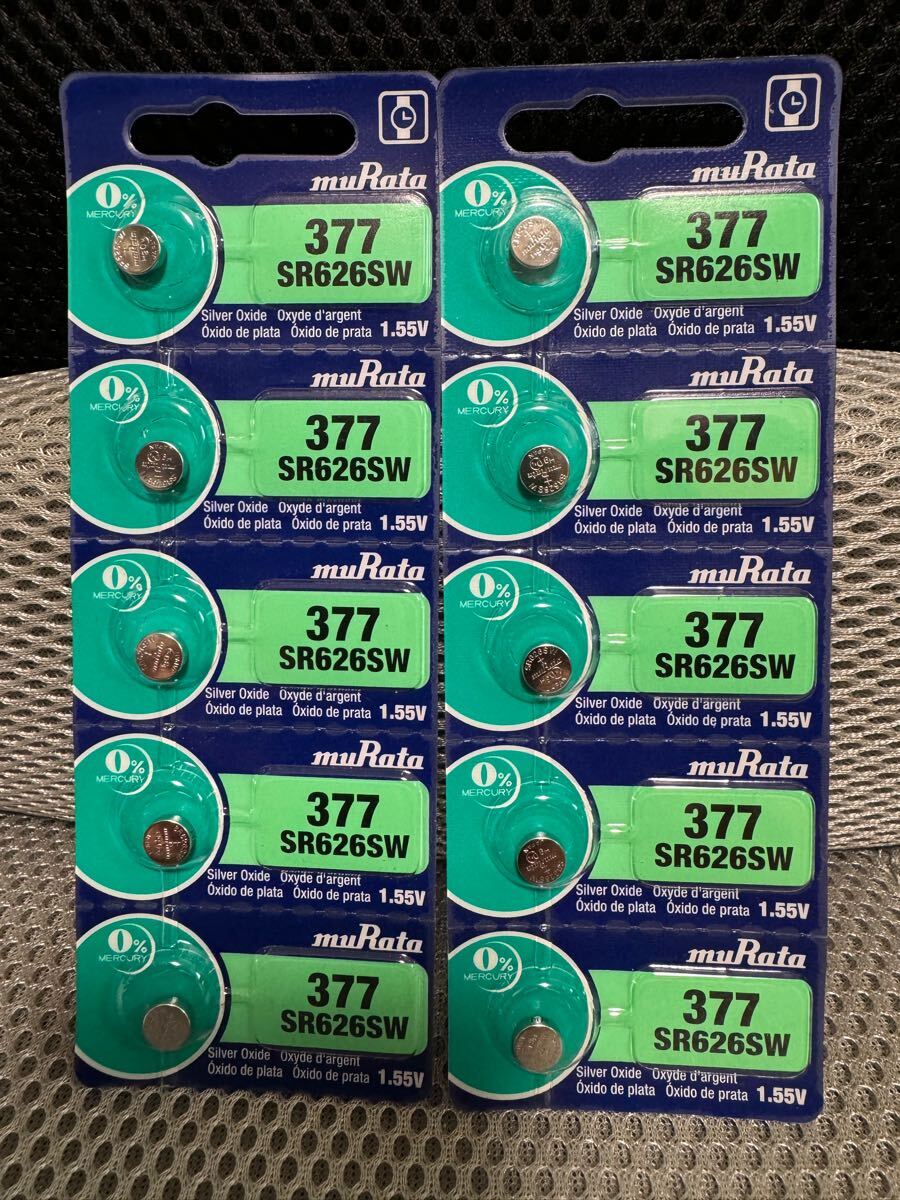 muRata
0%
MERCURY
377
SR626SW
Silver Oxide Oxyde d'argent
Óxido de plata Óxido de prata 1.55V
muRata
0%
MERCURY
377
SR626SW
Silver Oxide Oxyde d'argent
Óxido de plata Óxido de prata 1.55V
muRata
0%
MERCURY
377
SR626SW
Silver Oxide Oxyde d'argent
Óxido de plata Óxido de prata 1.55V
muRata
0%
MERCURY
377
SR626SW
Silver Oxide Oxyde d'argent
Óxido de plata Óxido de prata 1.55V
muRata
0%
MERCURY
377
SR626SW
Silver Oxide Oxyde d'argent
Óxido de plata Óxido de prata 1.55V
muRata
0%
MERCURY
377
SR626SW
Silver Oxide Oxyde d'argent
Óxido de plata Óxido de prata 1.55V
muRata
0%
MERCURY
377
SR626SW
Silver Oxide Oxyde d'argent
Óxido de plata Óxido de prata 1.55V
muRata
0%
MERCURY
377
SR626SW
Silver Oxide Oxyde d'argent
Óxido de plata Óxido de prata 1.55V
muRata
0%
MERCURY
377
SR626SW
Silver Oxide Oxyde d'argent
Óxido de plata Óxido de prata 1.55V
muRata
0%
MERCURY
377
SR626SW
Silver Oxide Oxyde d'argent
Óxido de plata Óxido de prata 1.55V